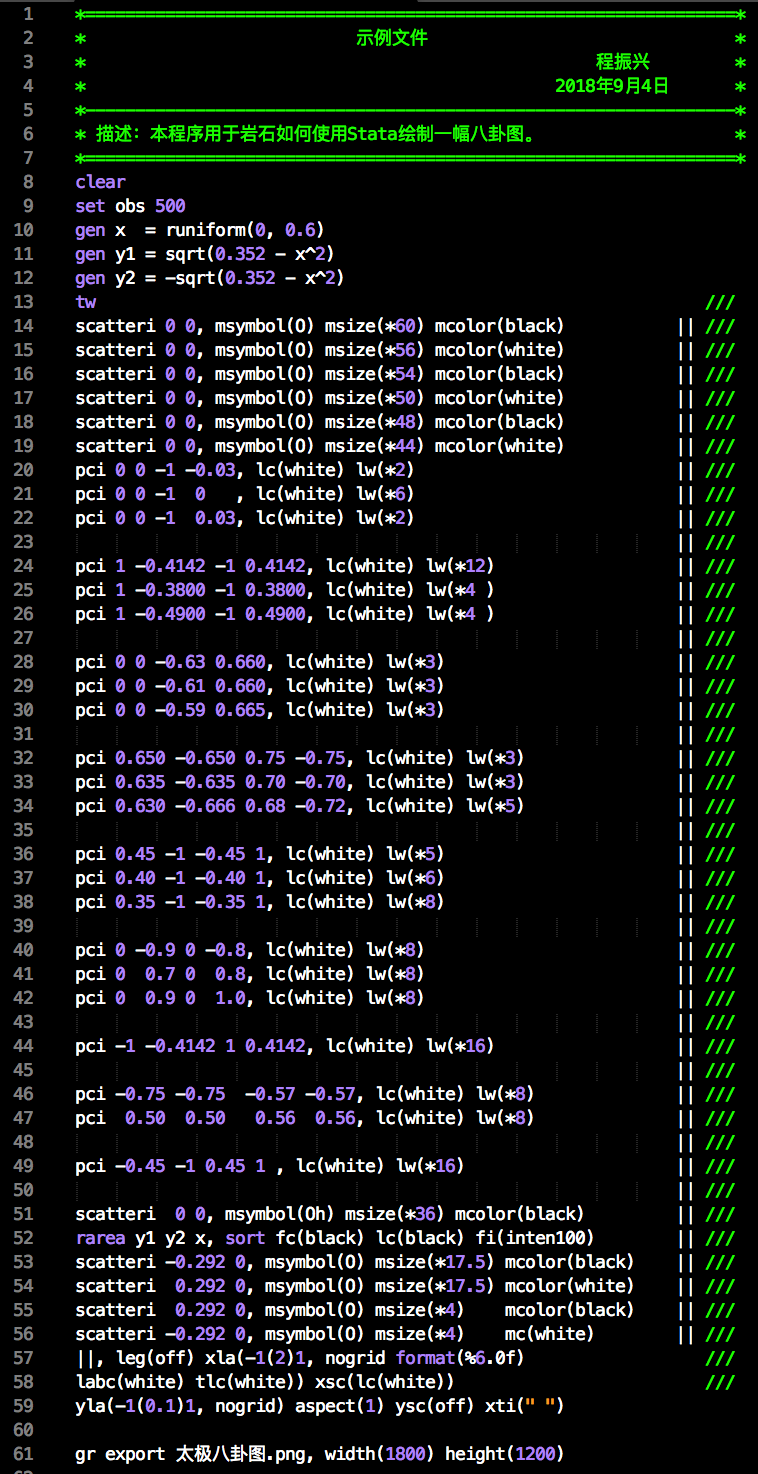 1 *==================================================================*
2 * 示例文件 *
3 * 程振兴
4 * 2018年9月4日 *
5 *==================================================================*
6 * 描述：本程序用于岩石如何使用Stata绘制一幅八卦图。 *
7 *==================================================================*
8 clear
9 set obs 500
10 gen x  = runiform(0, 0.6)
11 gen y1 = sqrt(0.352 - x^2)
12 gen y2 = -sqrt(0.352 - x^2)
13 tw ///
14 scatteri 0 0, msymbol(O) msize(*60) mcolor(black) || ///
15 scatteri 0 0, msymbol(O) msize(*56) mcolor(white) || ///
16 scatteri 0 0, msymbol(O) msize(*54) mcolor(black) || ///
17 scatteri 0 0, msymbol(O) msize(*50) mcolor(white) || ///
18 scatteri 0 0, msymbol(O) msize(*48) mcolor(black) || ///
19 scatteri 0 0, msymbol(O) msize(*44) mcolor(white) || ///
20 pci 0 0 -1 -0.03, lc(white) lw(*2) || ///
21 pci 0 0 -1  0   , lc(white) lw(*6) || ///
22 pci 0 0 -1  0.03, lc(white) lw(*2) || ///
23 || ///
24 pci 1 -0.4142 -1 0.4142, lc(white) lw(*12) || ///
25 pci 1 -0.3800 -1 0.3800, lc(white) lw(*4 ) || ///
26 pci 1 -0.4900 -1 0.4900, lc(white) lw(*4 ) || ///
27 || ///
28 pci 0 0 -0.63 0.660, lc(white) lw(*3) || ///
29 pci 0 0 -0.61 0.660, lc(white) lw(*3) || ///
30 pci 0 0 -0.59 0.665, lc(white) lw(*3) || ///
31 || ///
32 pci 0.650 -0.650 0.75 -0.75, lc(white) lw(*3) || ///
33 pci 0.635 -0.635 0.70 -0.70, lc(white) lw(*3) || ///
34 pci 0.630 -0.666 0.68 -0.72, lc(white) lw(*5) || ///
35 || ///
36 pci 0.45 -1 -0.45 1, lc(white) lw(*5) || ///
37 pci 0.40 -1 -0.40 1, lc(white) lw(*6) || ///
38 pci 0.35 -1 -0.35 1, lc(white) lw(*8) || ///
39 || ///
40 pci 0 -0.9 0 -0.8, lc(white) lw(*8) || ///
41 pci 0  0.7 0  0.8, lc(white) lw(*8) || ///
42 pci 0  0.9 0  1.0, lc(white) lw(*8) || ///
43 || ///
44 pci -1 -0.4142 1 0.4142, lc(white) lw(*16) || ///
45 || ///
46 pci -0.75 -0.75  -0.57 -0.57, lc(white) lw(*8) || ///
47 pci  0.50  0.50   0.56  0.56, lc(white) lw(*8) || ///
48 || ///
49 pci -0.45 -1 0.45 1 , lc(white) lw(*16) || ///
50 || ///
51 scatteri  0 0, msymbol(Oh) msize(*36) mcolor(black) || ///
52 rarea y1 y2 x, sort fc(black) lc(black) fi(inten100) || ///
53 scatteri -0.292 0, msymbol(O) msize(*17.5) mcolor(black) || ///
54 scatteri  0.292 0, msymbol(O) msize(*17.5) mcolor(white) || ///
55 scatteri  0.292 0, msymbol(O) msize(*4)    mcolor(black) || ///
56 scatteri -0.292 0, msymbol(O) msize(*4)    mc(white) || ///
57 ||, leg(off) xla(-1(2)1, nogrid format(%6.0f) ///
58 labc(white) tlc(white)) xsc(lc(white)) ///
59 yla(-1(0.1)1, nogrid) aspect(1) ysc(off) xti(" ")
60
61 gr export 太极八卦图.png, width(1800) height(1200)